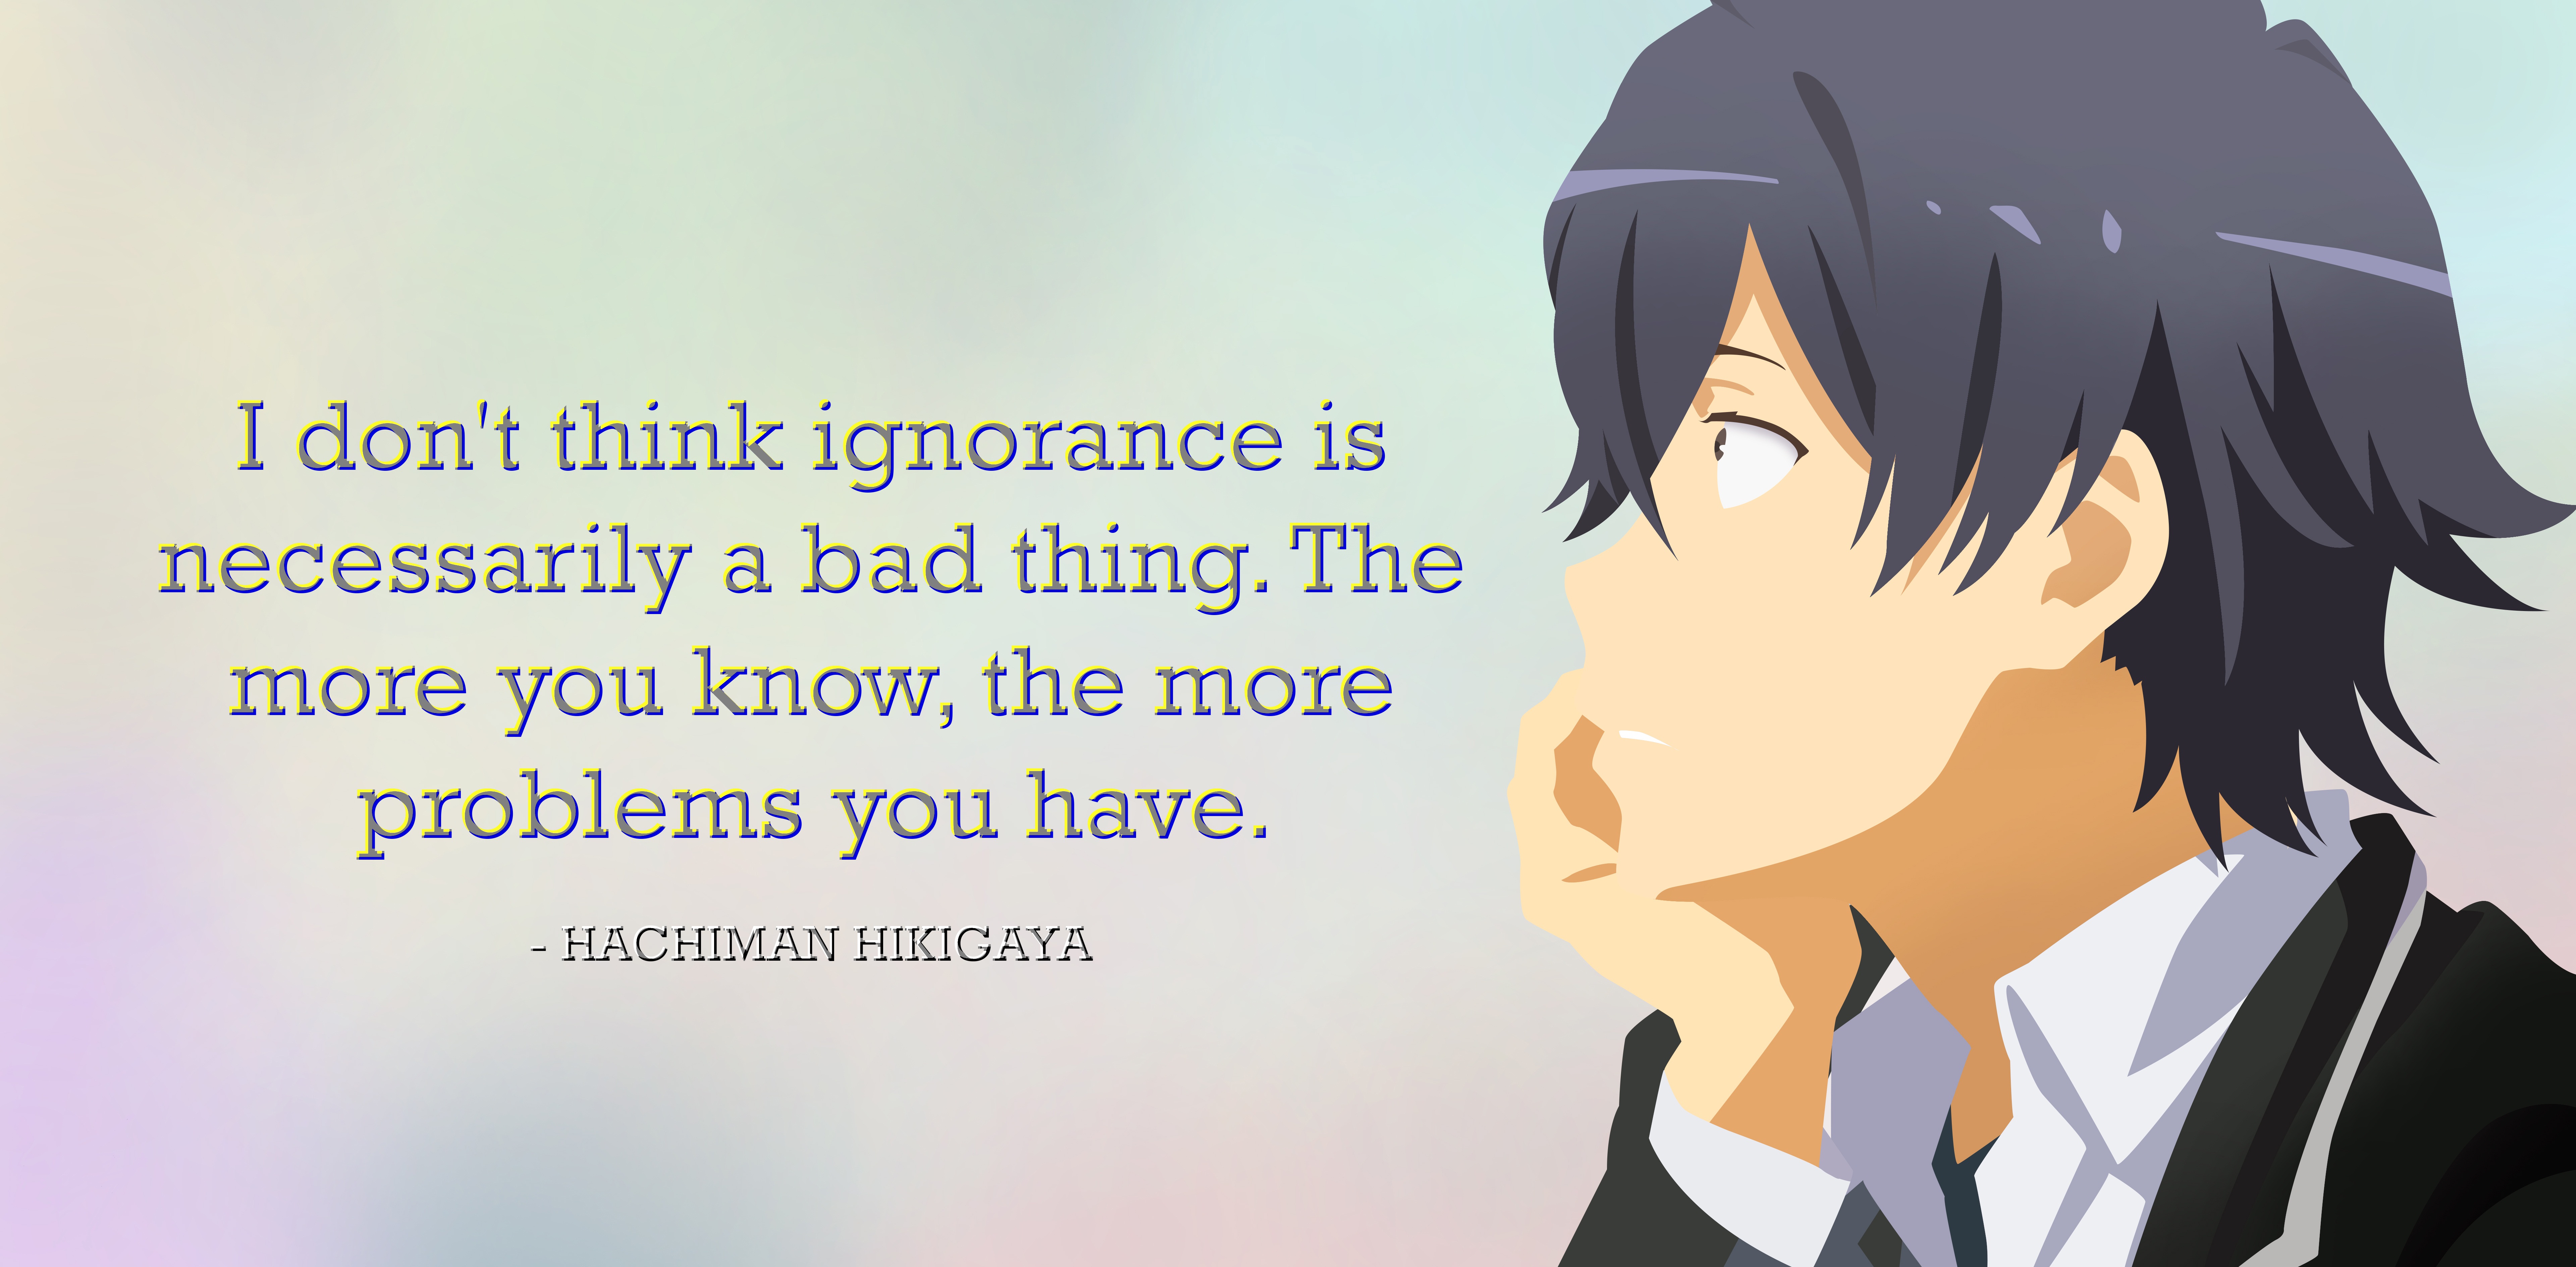 I don't think ignorance is
necessarily a bad thing. The
more you know, the more
problems you have.
- HACHIMAN HIKIGAYA